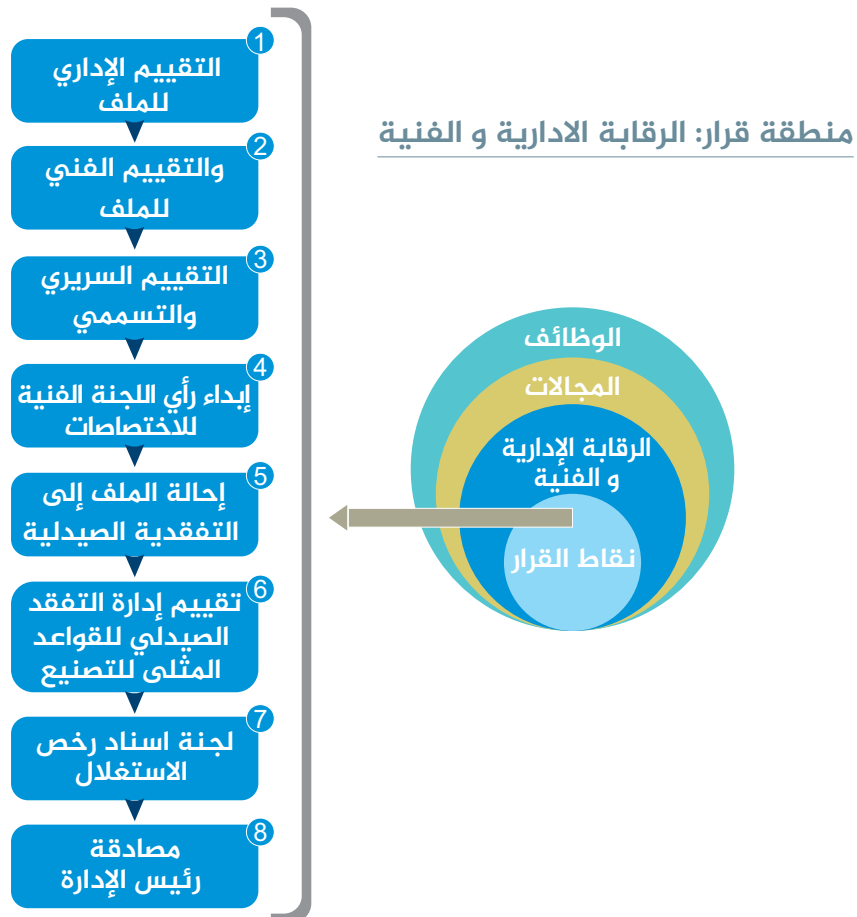 منطقة قرار: الرقابة الادارية و الفنية
1
التقييم الإداري
للملف
2
والتقييم الفني
للملف
3
التقييم السريري
والتسممي
4
إبداء رأي اللجنة الفنية
للاختصاصات
5
إحالة الملف إلى
التفقدية الصيدلية
6
تقييم إدارة التفقد
الصيدلي للقواعد
المثلى للتصنيع
7
لجنة اسناد رخص
الاستغلال
8
مصادقة
رئيس الإدارة
الوظائف
المجالات
الرقابة الإدارية
و الفنية
نقاط القرار